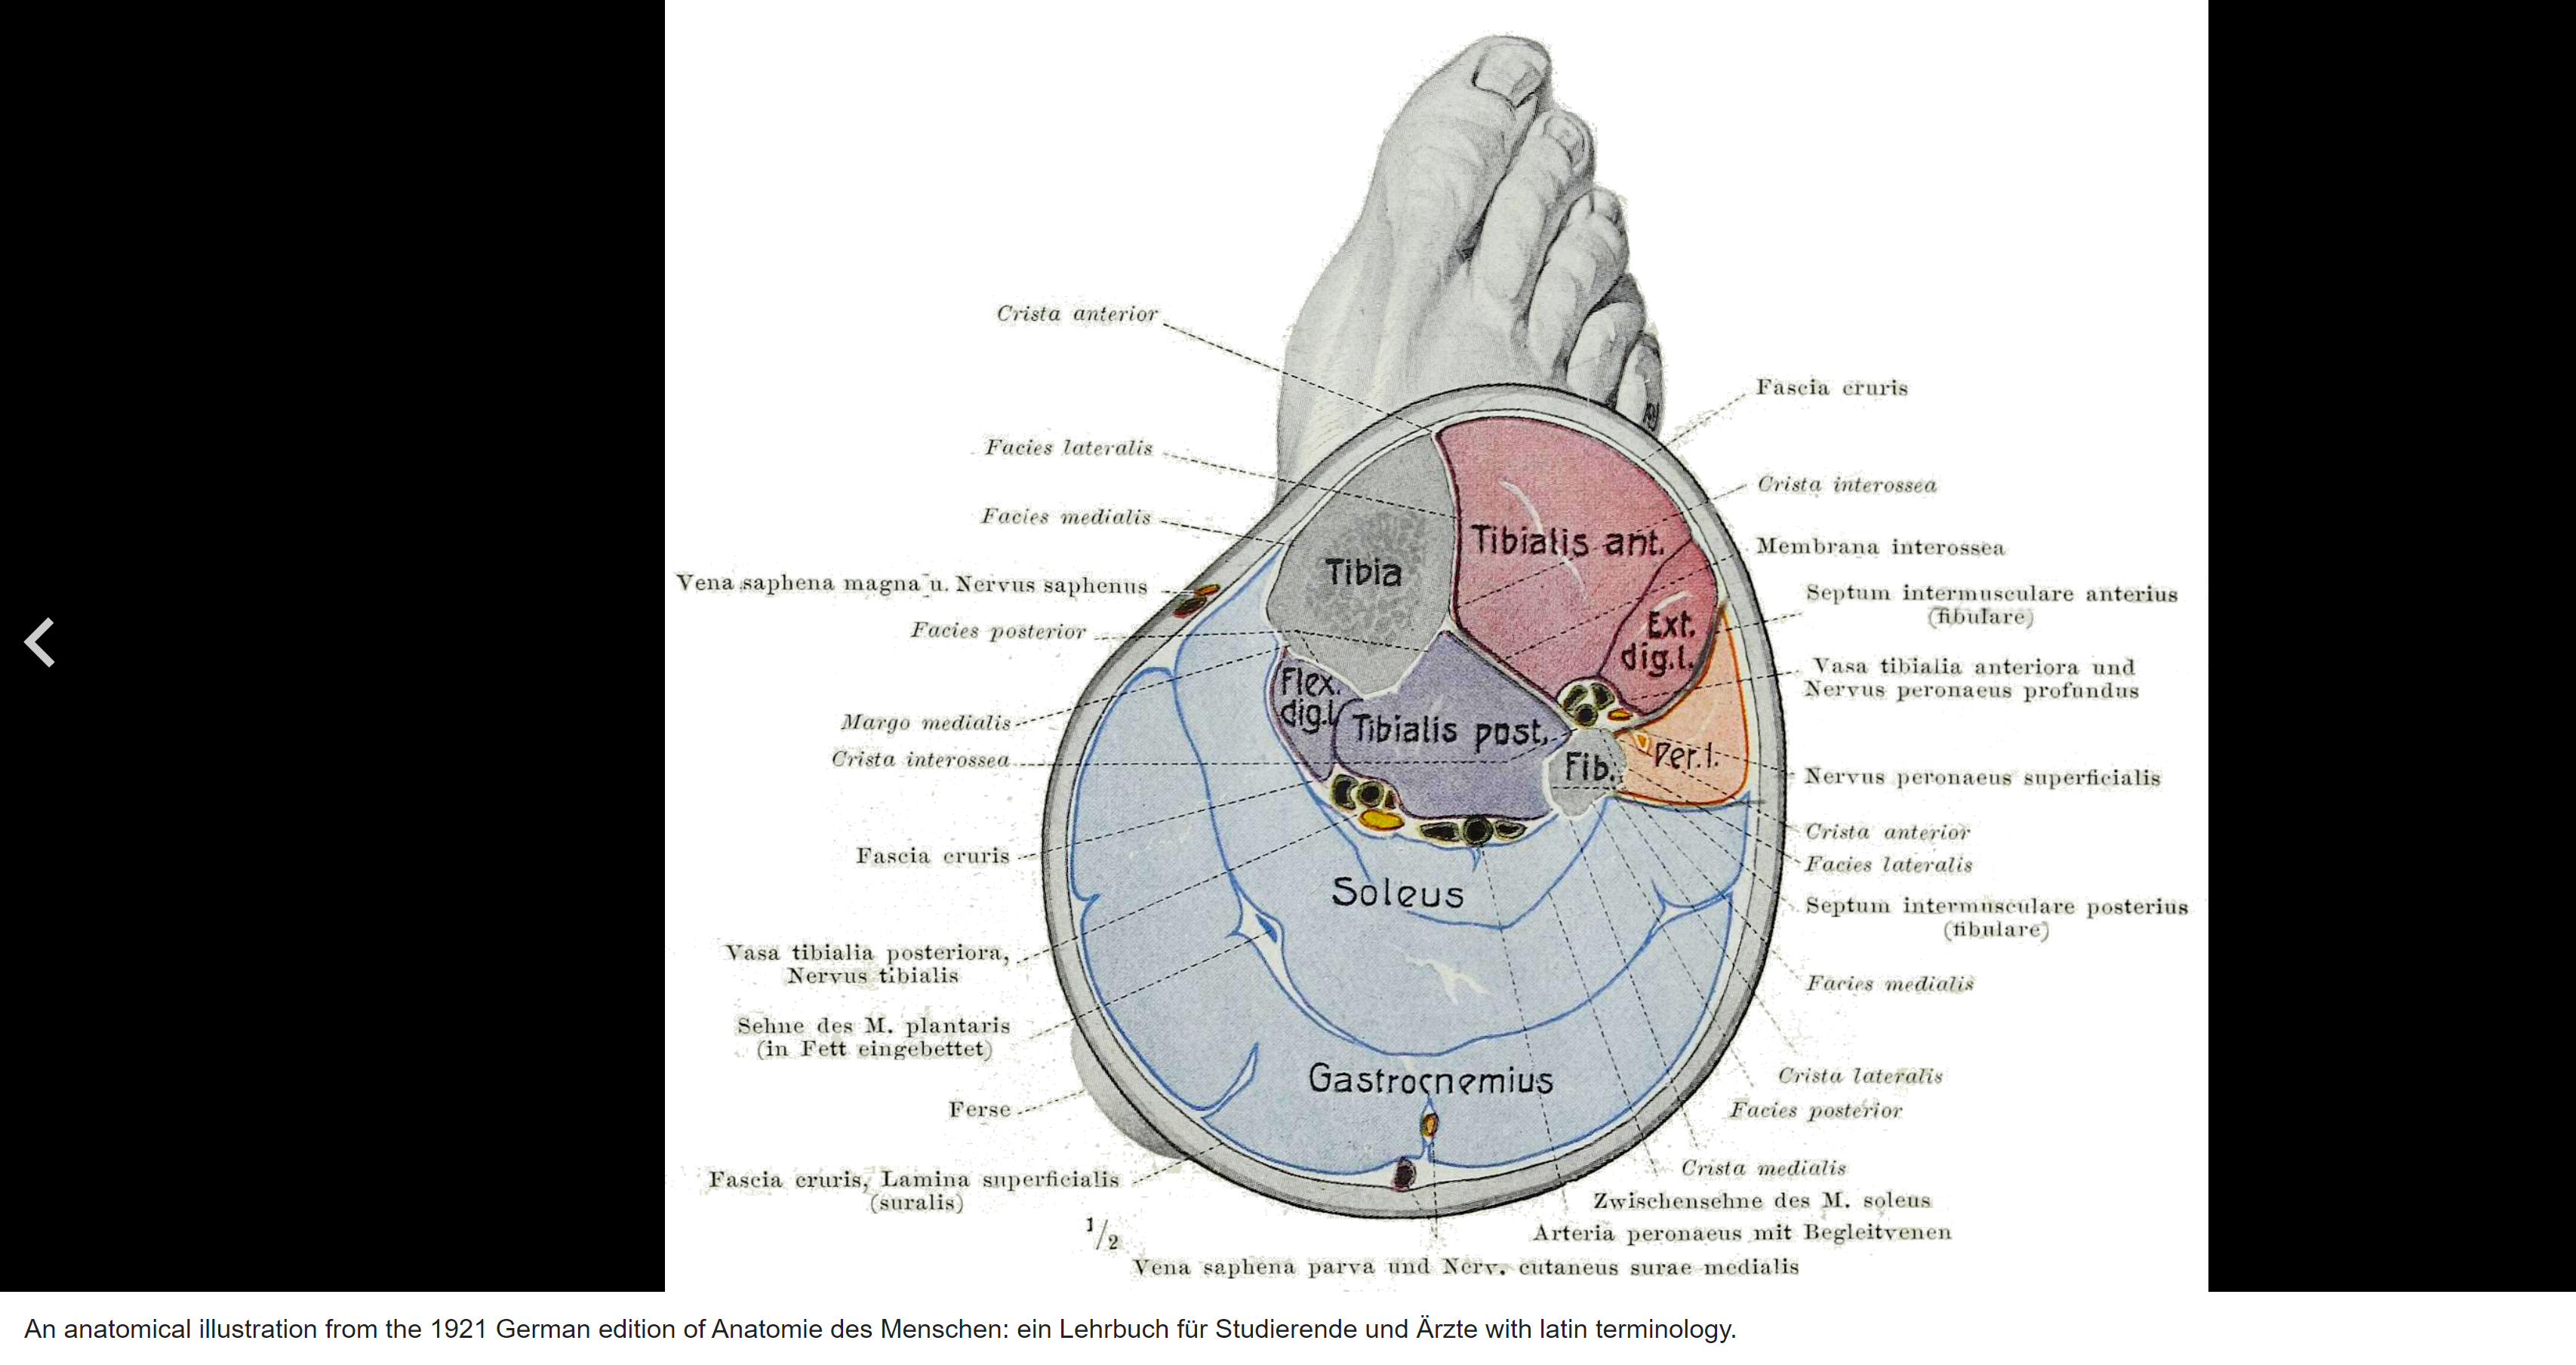 Crista anterior
Facies lateralis
Facies medialis
Vena saphena magna u. Nervus saphenus
Facies posterior
Margo medialis
Crista interossea
Fascia cruris
Vasa tibialia posteriora,
Nervus tibialis
Sehne des M. plantaris
(in Fett eingebettet)
Ferse
Fascia cruris, Lamina superficialis
(suralis)
1/2
Tibia
Tibialis ant.
Ext.
dig.l.
Flex.
dig.l.
Tibialis post.
Fib.
Per.l.
Soleus
Gastrocnemius
Fascia cruris
Crista interossea
Membrana interossea
Septum intermusculare anterius
(fibulare)
Vasa tibialia anteriora und
Nervus peronaeus profundus
Nervus peronaeus superficialis
Crista anterior
Facies lateralis
Septum intermusculare posterius
(fibulare)
Facies medialis
Crista lateralis
Facies posterior
Crista medialis
Zwischensehne des M. soleus
Arteria peronaeus mit Begleitvenen
Vena saphena parva und Nerv. cutaneus surae medialis
An anatomical illustration from the 1921 German edition of Anatomie des Menschen: ein Lehrbuch für Studierende und Ärzte with latin terminology.